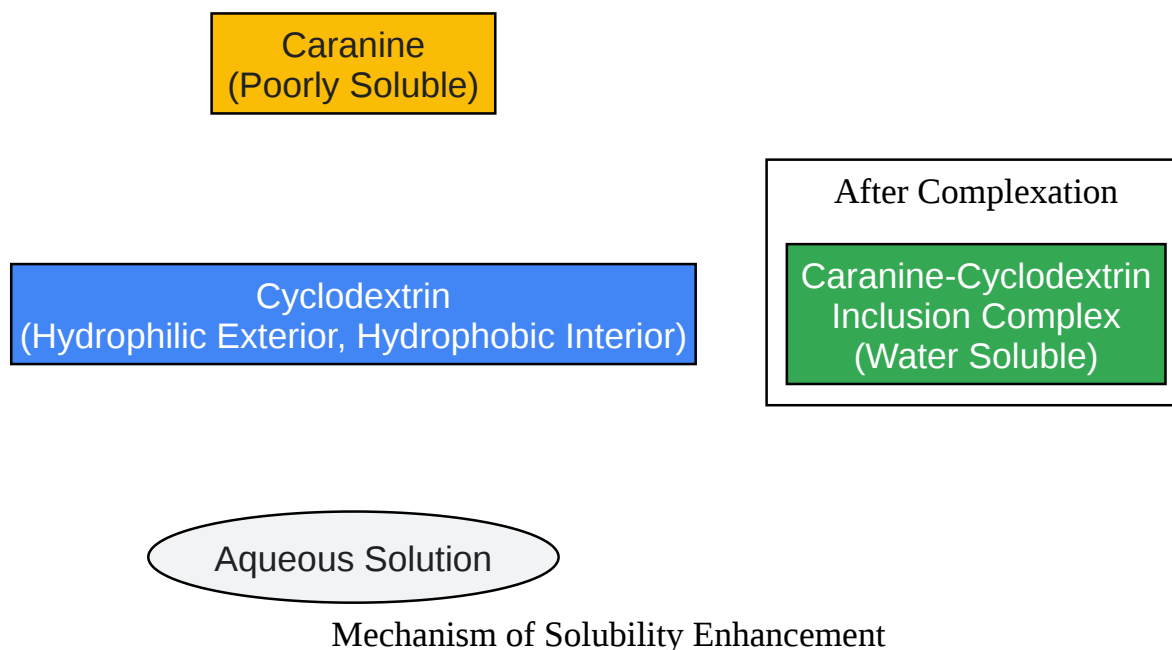 Caranine
(Poorly Soluble)
After Complexation
Caranine-Cyclodextrin
Inclusion Complex
(Water Soluble)
Cyclodextrin
(Hydrophilic Exterior, Hydrophobic Interior)
Aqueous Solution
Mechanism of Solubility Enhancement